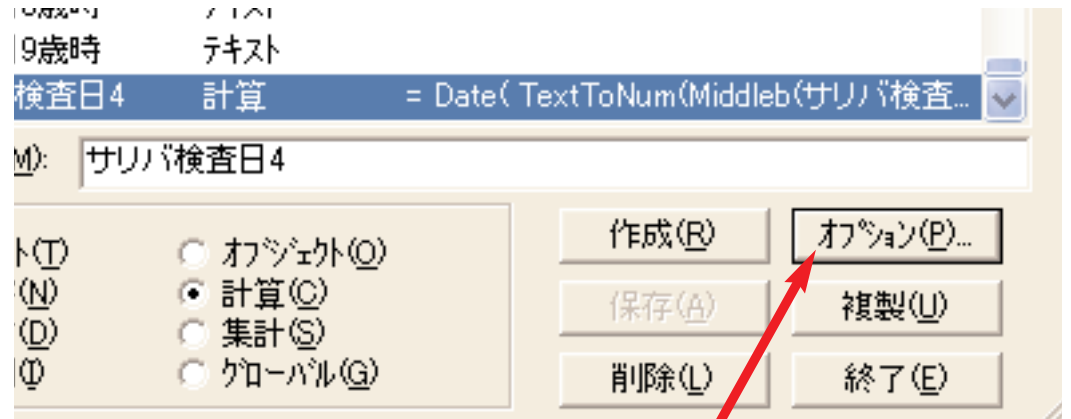 9歳時 テキスト
検査日4 計算 = Date( TextToNum(Middleb(サリバ検査...
M): サリバ検査日4
ト(T) オブジェクト(O) 作成(R) オプション(P)...
(N) 計算(C) 保存(A) 複製(U)
(D) 集計(S)
(I) グローバル(G) 削除(L) 終了(E)